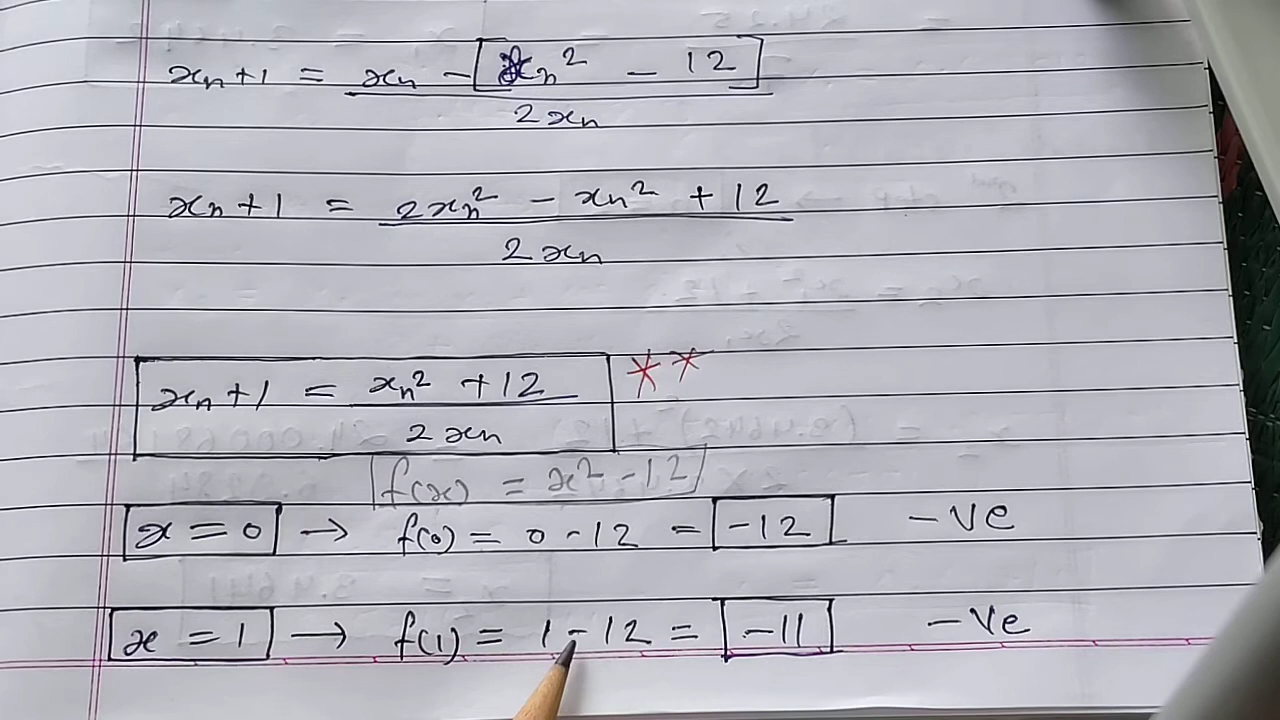 xn+1 = xn - [xn² - 12]
2xn
xn+1 = 2xn² - xn² + 12
2xn
xn+1 = xn² + 12 **
2xn
f(x) = x² - 12
x = 0 → f(0) = 0 - 12 = -12 -ve
x = 1 → f(1) = 1 - 12 = -11 -ve